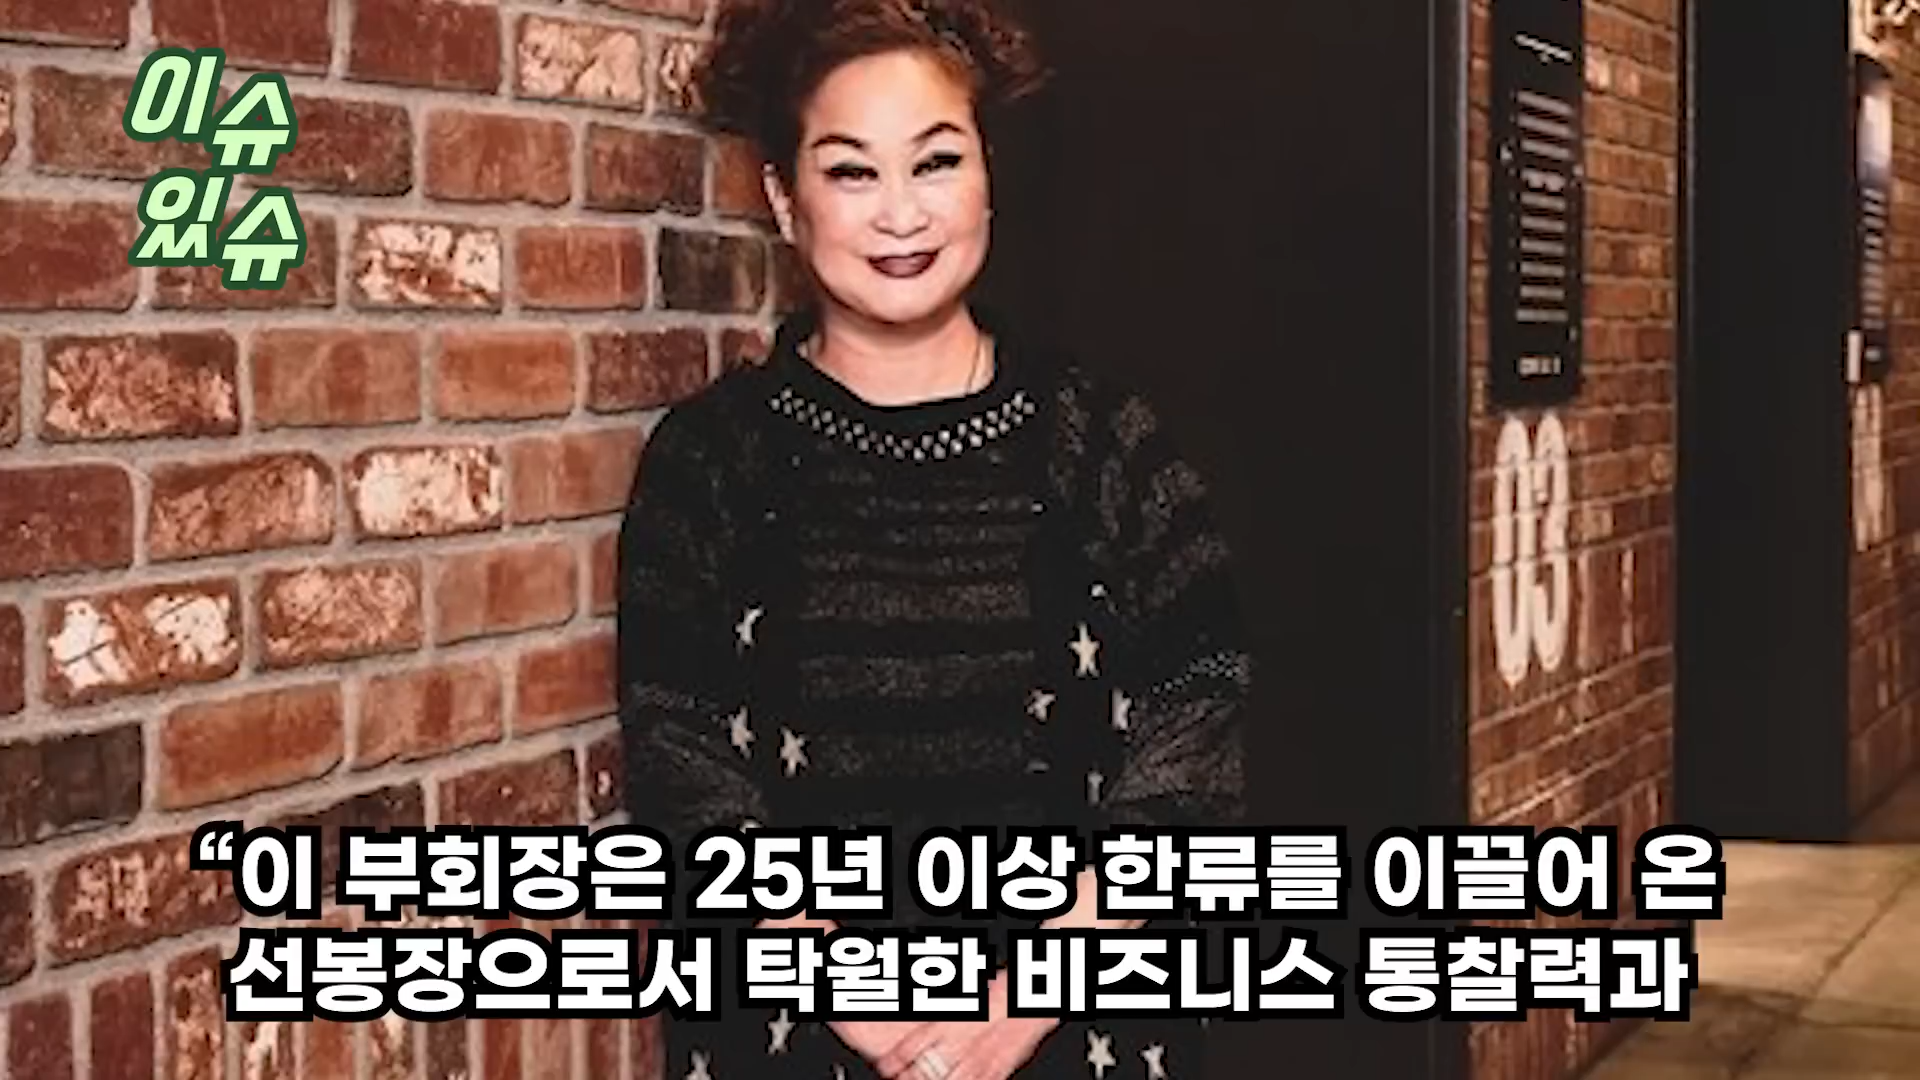 이슈
있슈
03
“이 부회장은 25년 이상 한류를 이끌어 온
선봉장으로서 탁월한 비즈니스 통찰력과